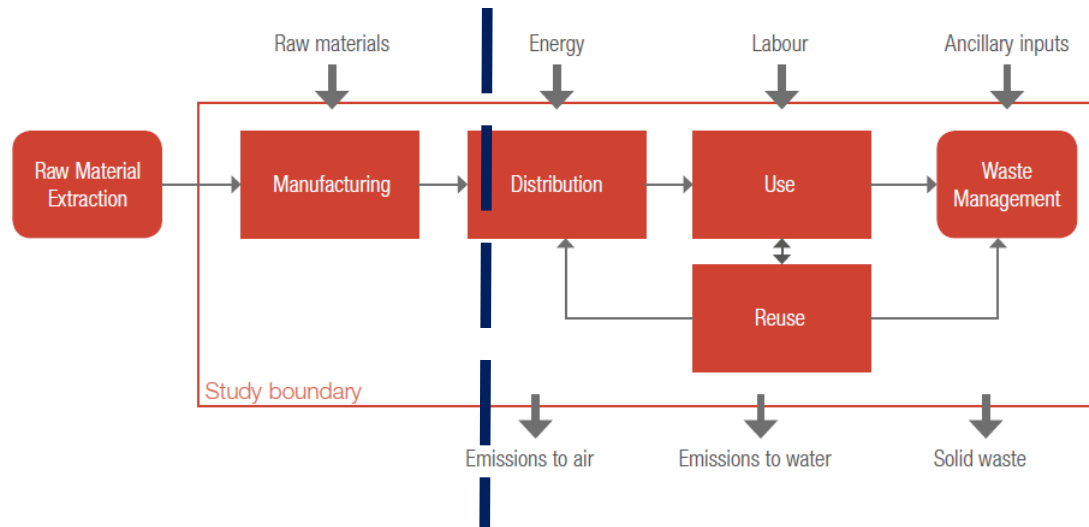 Raw materials
Energy
Labour
Ancillary inputs
Raw Material
Extraction
Manufacturing
Distribution
Use
Waste
Management
Reuse
Study boundary
Emissions to air
Emissions to water
Solid waste